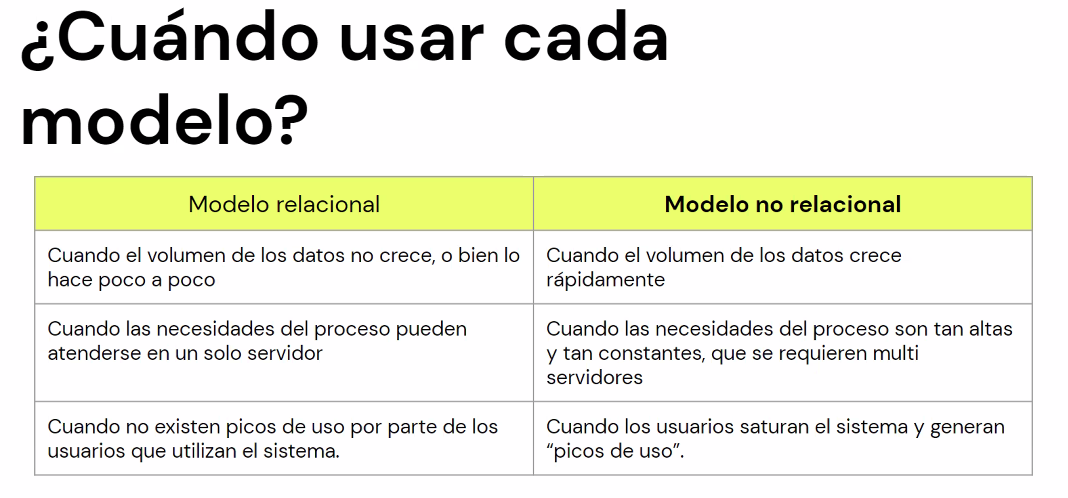 ¿Cuándo usar cada
modelo?
Modelo relacional
Modelo no relacional
Cuando el volumen de los datos no crece, o bien lo
hace poco a poco
Cuando el volumen de los datos crece
rápidamente
Cuando las necesidades del proceso pueden
atenderse en un solo servidor
Cuando las necesidades del proceso son tan altas
y tan constantes, que se requieren multi
servidores
Cuando no existen picos de uso por parte de los
usuarios que utilizan el sistema.
Cuando los usuarios saturan el sistema y generan
“picos de uso”.